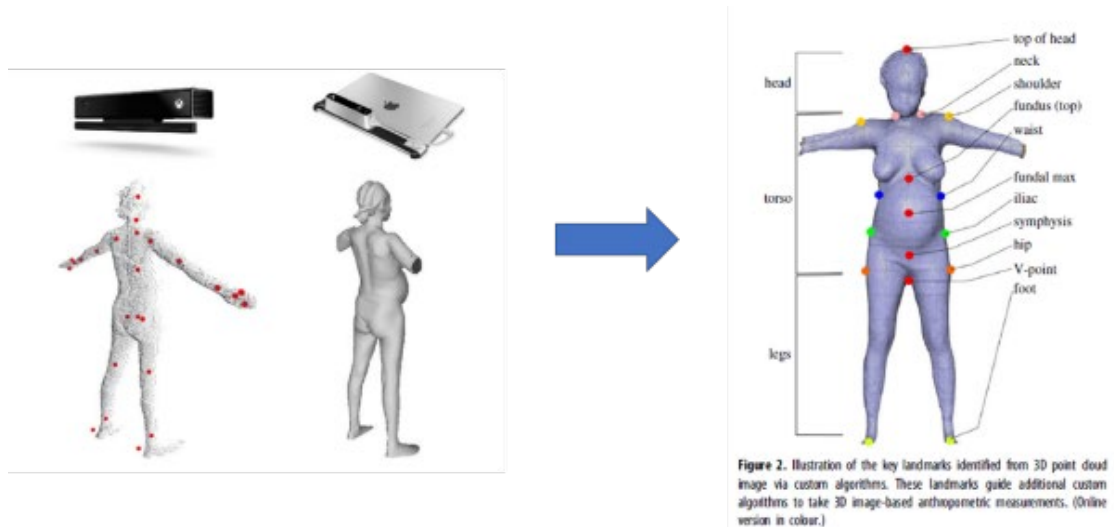 top of head
neck
head
shoulder
fundus (top)
waist
fundal max
torso
iliac
symphysis
hip
V-point
foot
legs
Figure 2. Illustration of the key landmarks identified from 3D point cloud
image via custom algorithms. These landmarks guide additional custom
algorithms to take 3D image-based anthropometric measurements. (Online
version in colour.)